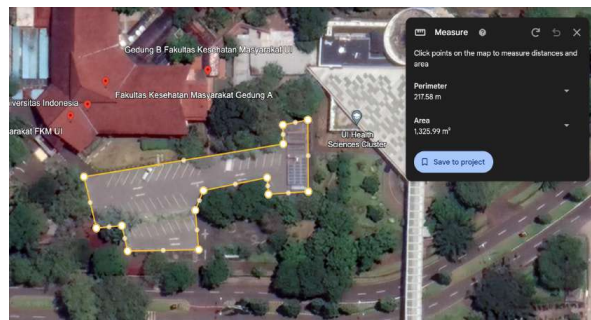 Measure
Click points on the map to measure distances and
area
Perimeter
217.58 m
Area
1,325.99 m²
Save to project
Gedung B Fakultas Kesehatan Masyarakat UI
Fakultas Kesehatan Masyarakat Gedung A
iversitas Indonesia
arakat FKM UI
UI Health
Sciences Cluster